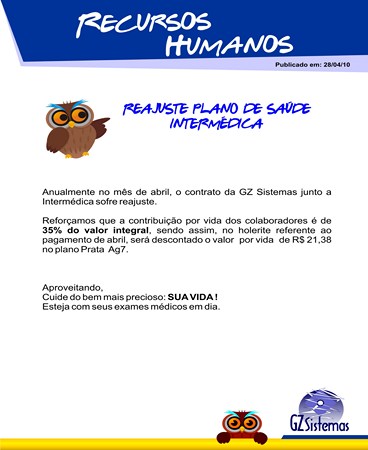 RECURSOS
HUMANOS
Publicado em: 28/04/10
REAJUSTE PLANO DE SAÚDE
INTERMÉDICA
Anualmente no mês de abril, o contrato da GZ Sistemas junto a
Intermédica sofre reajuste.
Reforçamos que a contribuição por vida dos colaboradores é de
35% do valor integral, sendo assim, no holerite referente ao
pagamento de abril, será descontado o valor por vida de R$ 21,38
no plano Prata Ag7.
Aproveitando,
Cuide do bem mais precioso: SUA VIDA !
Esteja com seus exames médicos em dia.
GZSistemas